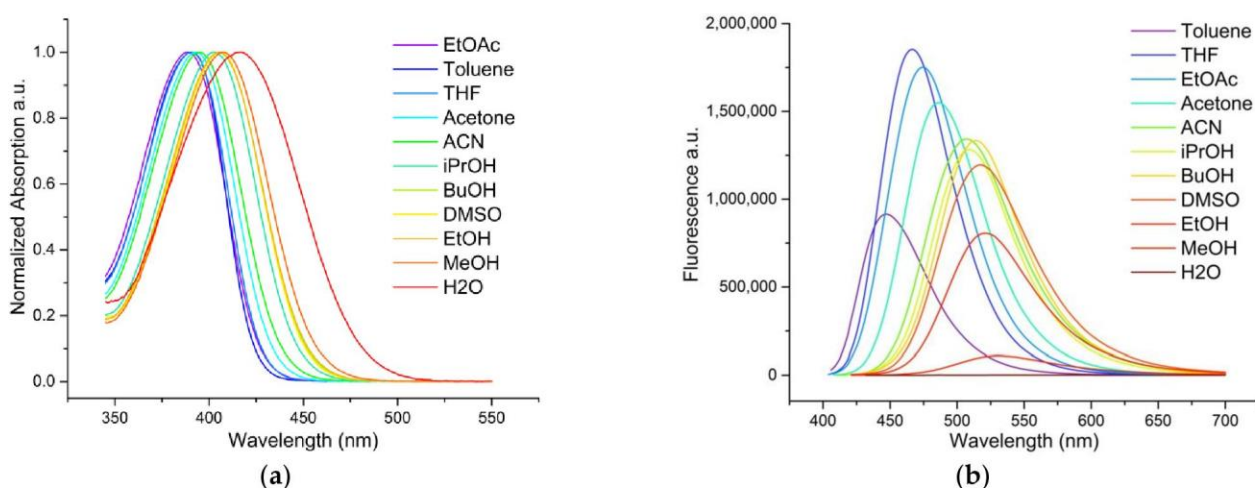 EtOAc
Toluene
THF
Acetone
ACN
iPrOH
BuOH
DMSO
EtOH
MeOH
H2O
1.0
0.8
0.6
0.4
0.2
0.0
Normalized Absorption a.u.
350 400 450 500 550
Wavelength (nm)
(a)
Toluene
THF
EtOAc
Acetone
ACN
iPrOH
BuOH
DMSO
EtOH
MeOH
H2O
2,000,000
1,500,000
1,000,000
500,000
0
Fluorescence a.u.
400 450 500 550 600 650 700
Wavelength (nm)
(b)